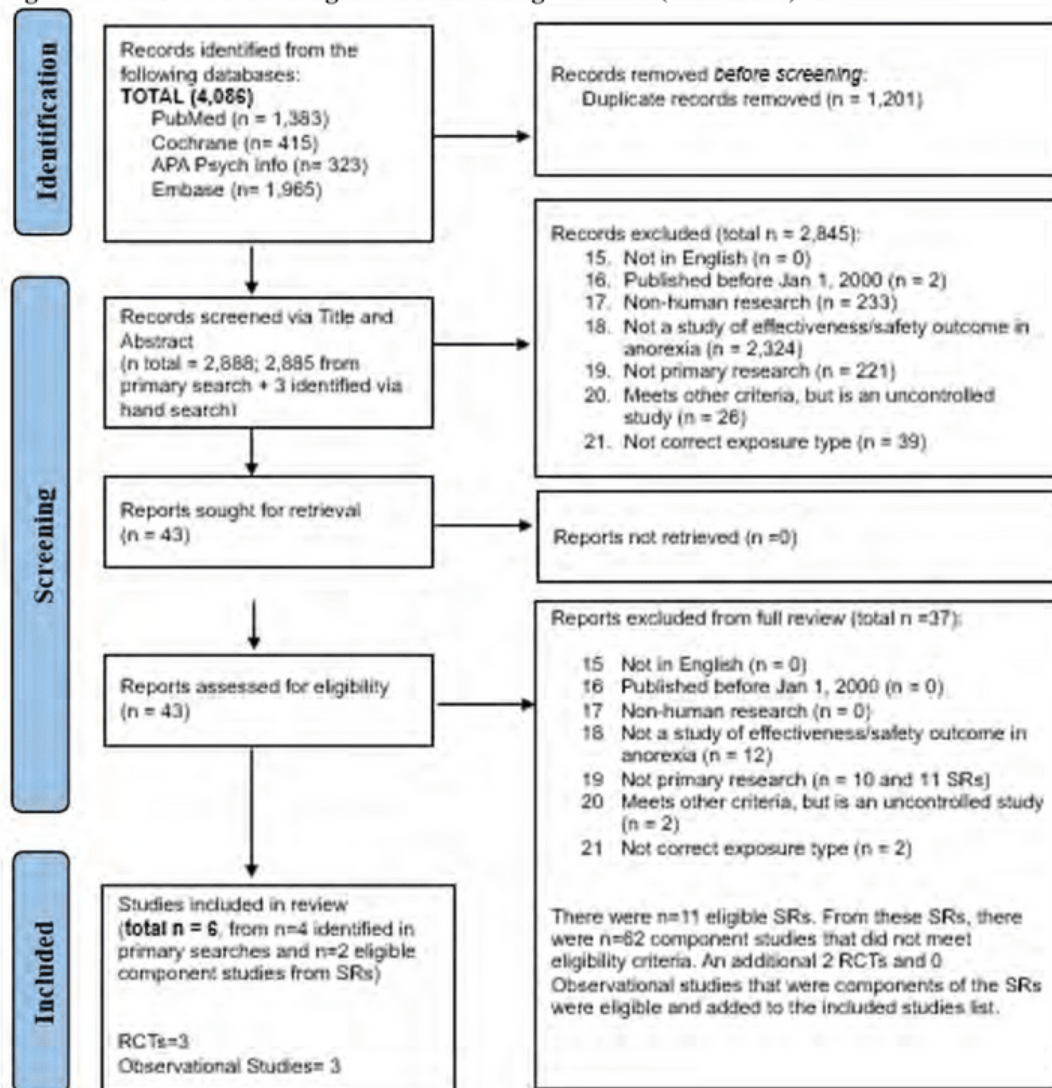 Identification
Records identified from the
following databases:
TOTAL (4,086)
PubMed (n = 1,383)
Cochrane (n= 415)
APA Psych Info (n= 323)
Embase (n= 1,965)
Records removed before screening:
Duplicate records removed (n = 1,201)
Screening
Records screened via Title and
Abstract
(n total = 2,888; 2,885 from
primary search + 3 identified via
hand search)
Records excluded (total n = 2,845):
15. Not in English (n = 0)
16. Published before Jan 1, 2000 (n = 2)
17. Non-human research (n = 233)
18. Not a study of effectiveness/safety outcome in
anorexia (n = 2,324)
19. Not primary research (n = 221)
20. Meets other criteria, but is an uncontrolled
study (n = 26)
21. Not correct exposure type (n = 39)
Reports sought for retrieval
(n = 43)
Reports not retrieved (n =0)
Reports assessed for eligibility
(n = 43)
Reports excluded from full review (total n =37):
15 Not in English (n = 0)
16 Published before Jan 1, 2000 (n = 0)
17 Non-human research (n = 0)
18 Not a study of effectiveness/safety outcome in
anorexia (n = 12)
19 Not primary research (n = 10 and 11 SRs)
20 Meets other criteria, but is an uncontrolled study
(n = 2)
21 Not correct exposure type (n = 2)
There were n=11 eligible SRs. From these SRs, there
were n=62 component studies that did not meet
eligibility criteria. An additional 2 RCTs and 0
Observational studies that were components of the SRs
were eligible and added to the included studies list.
Included
Studies included in review
(total n = 6, from n=4 identified in
primary searches and n=2 eligible
component studies from SRs)
RCTs=3
Observational Studies= 3